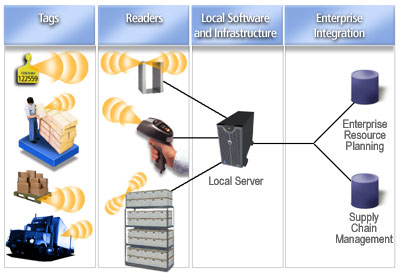 Tags
Readers
Local Software
and Infrastructure
Enterprise
Integration
122559
Local Server
Enterprise
Resource
Planning
Supply
Chain
Management